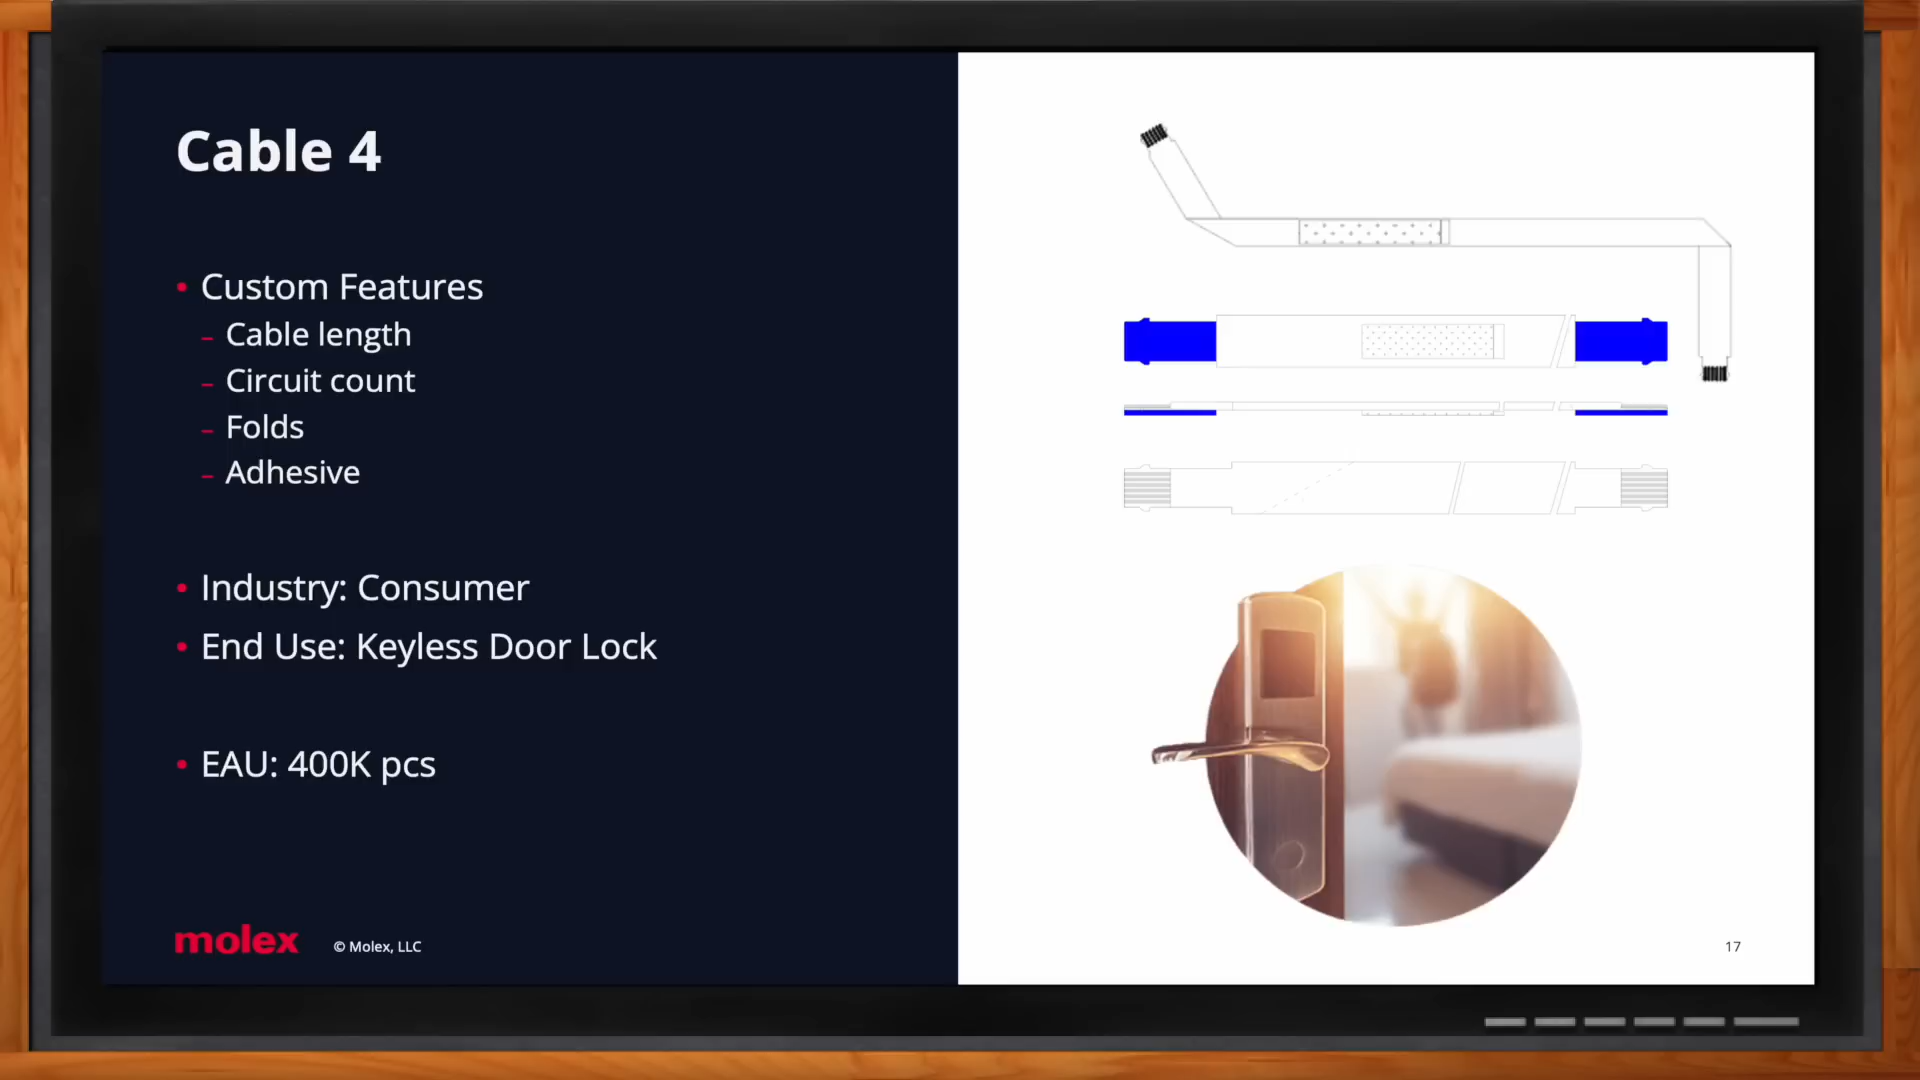 Cable 4
• Custom Features
– Cable length
– Circuit count
– Folds
– Adhesive
• Industry: Consumer
• End Use: Keyless Door Lock
• EAU: 400K pcs
molex
© Molex, LLC
17